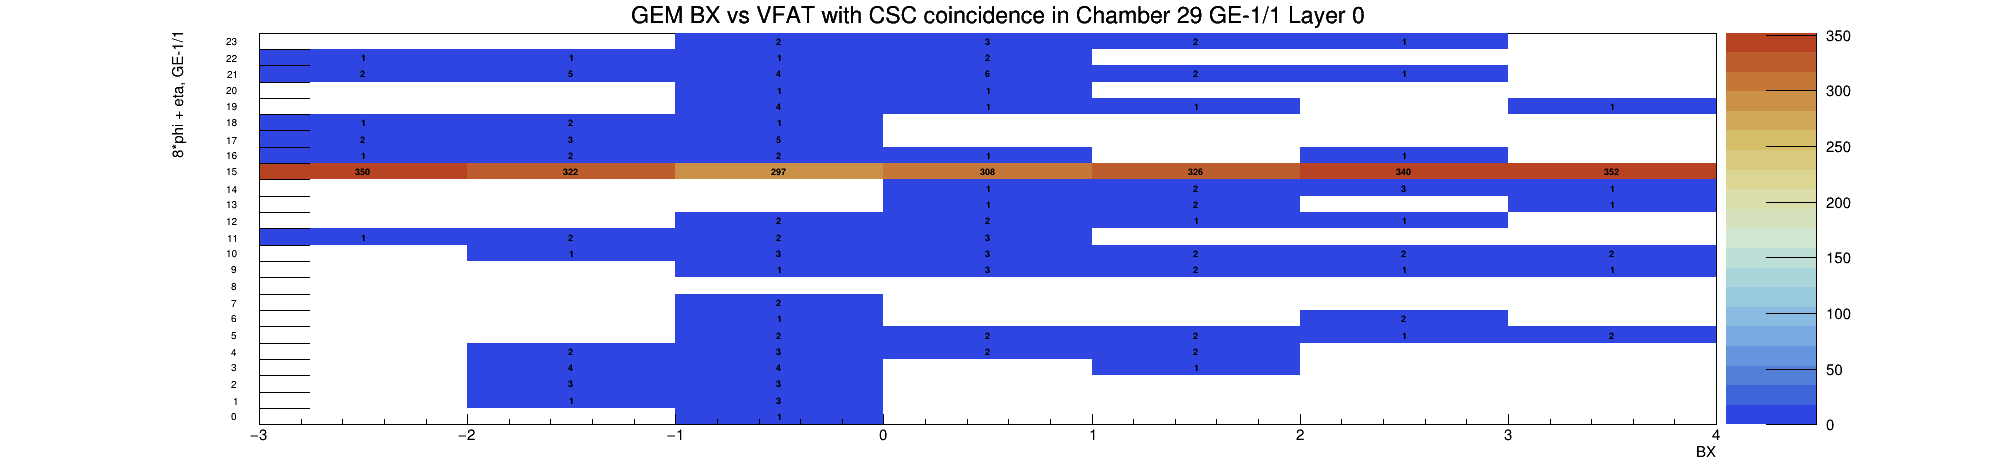 GEM BX vs VFAT with CSC coincidence in Chamber 29 GE-1/1 Layer 0
8*phi + eta, GE-1/1
23 2 3 2 1
22 1 1 1 2
21 2 5 4 6 2 1
20 1 1
19 4 1 1 1
18 1 2 1
17 2 3 5
16 1 2 2 1 1
15 350 322 297 308 326 340 352
14 1 2 3 1
13 1 2 1
12 2 2 1 1
11 1 2 2 3
10 1 3 3 2 2 2
9 1 3 2 1 1
8
7 2
6 1 2
5 2 2 2 1 2
4 2 3 2 2
3 4 4 1
2 3 3
1 1 3
0 1
−3 −2 −1 0 1 2 3 4
BX
350
300
250
200
150
100
50
0